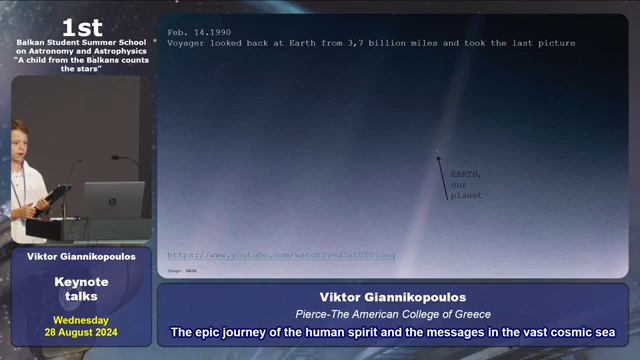 1st
Balkan Student Summer School
on Astronomy and Astrophysics
"A child from the Balkans counts
the stars"
Viktor Giannikopoulos
Keynote
talks
Wednesday
28 August 2024
Feb. 14.1990
Voyager looked back at Earth from 3,7 billion miles and took the last picture
EARTH,
our
planet
Image: NASA
Viktor Giannikopoulos
Pierce-The American College of Greece
The epic journey of the human spirit and the messages in the vast cosmic sea